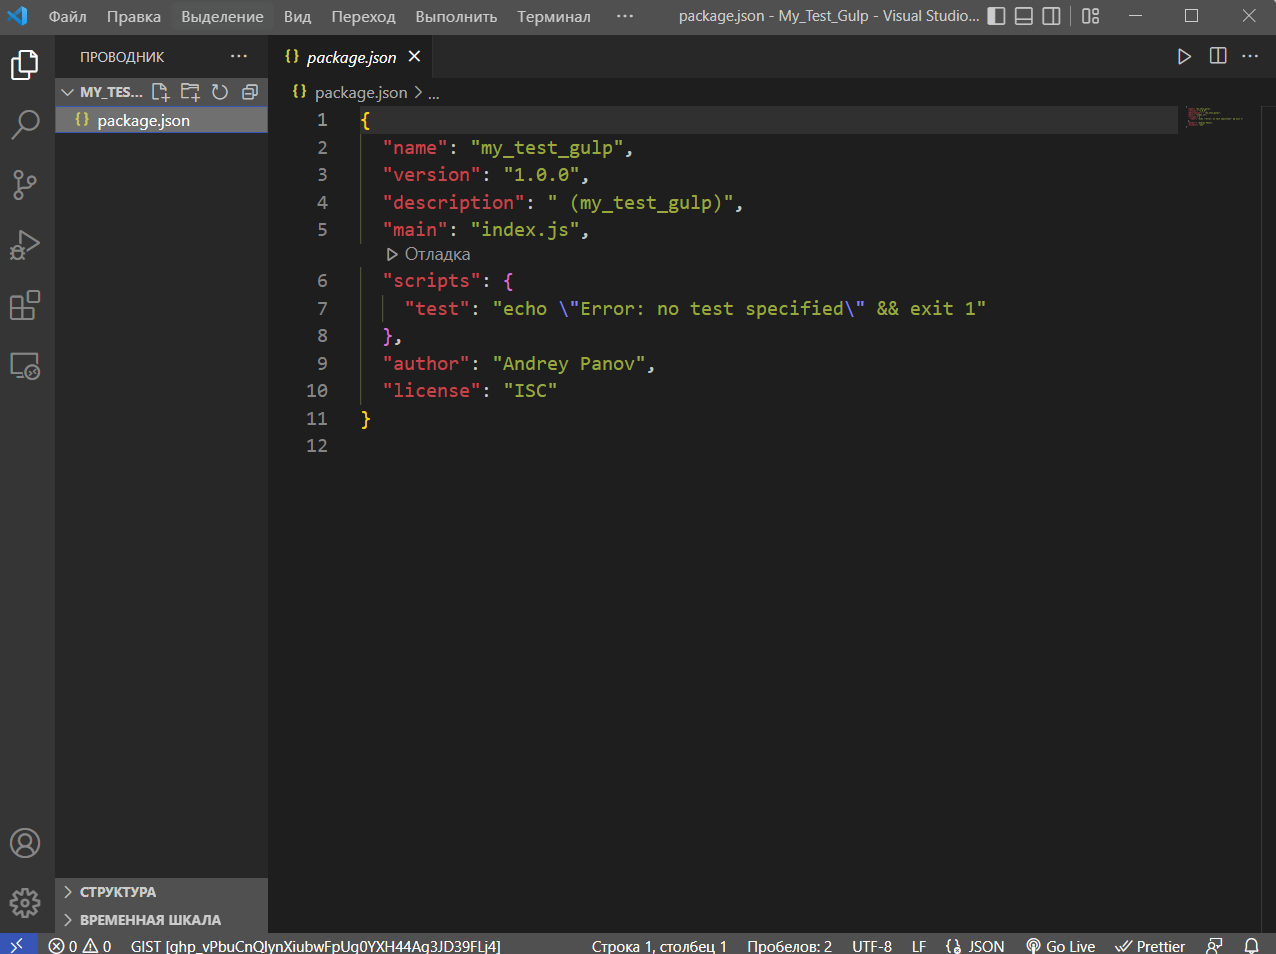 Файл Правка Выделение Вид Переход Выполнить Терминал ··· package.json - My_Test_Gulp - Visual Studio...
ПРОВОДНИК ···
MY_TES...
{} package.json
{} package.json
{} package.json > ...
1 {
2 "name": "my_test_gulp",
3 "version": "1.0.0",
4 "description": " (my_test_gulp)",
5 "main": "index.js",
Отладка
6 "scripts": {
7 "test": "echo \"Error: no test specified\" && exit 1"
8 },
9 "author": "Andrey Panov",
10 "license": "ISC"
11 }
12
СТРУКТУРА
ВРЕМЕННАЯ ШКАЛА
0 0 GIST Строка 1, столбец 1 Пробелов: 2 UTF-8 LF {} JSON Go Live Prettier